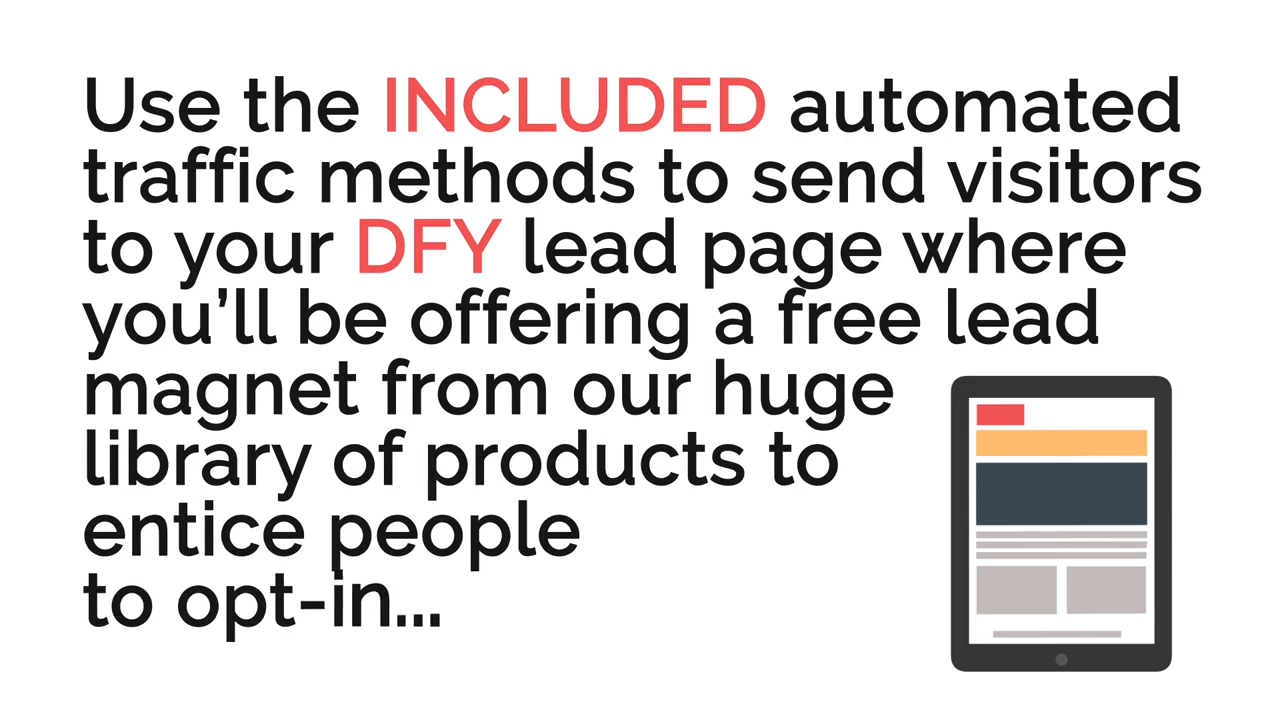 Use the INCLUDED automated
traffic methods to send visitors
to your DFY lead page where
you'll be offering a free lead
magnet from our huge
library of products to
entice people
to opt-in...